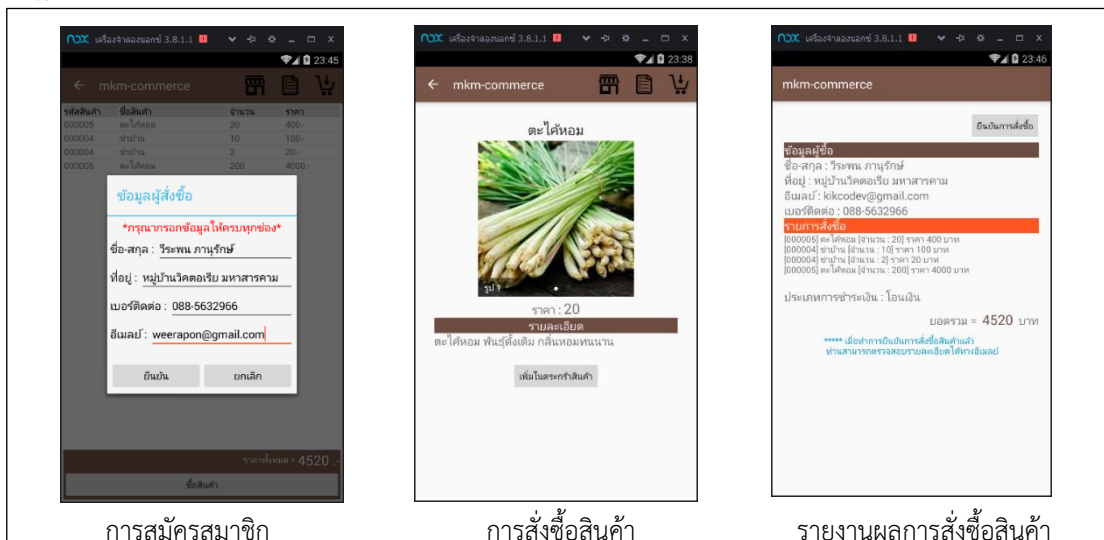 nox เครื่องจำลองนอกซ์ 3.8.1.1
23:45
mkm-commerce
รหัสสินค้า ชื่อสินค้า จำนวน ราคา
000005 ตะไคร้หอม 20 400.-
000004 ข่าป่าน 10 100.-
000004 ข่าป่าน 2 20.-
000005 ตะไคร้หอม 200 4000.-
ข้อมูลผู้สั่งซื้อ
*กรุณากรอกข้อมูลให้ครบทุกช่อง*
ชื่อ-สกุล : วีระพน ภานุรักษ์
ที่อยู่ : หมู่บ้านวิคตอเรีย มหาสารคาม
เบอร์ติดต่อ : 088-5632966
อีเมลย์ : weerapon@gmail.com
ยืนยัน ยกเลิก
ราคาทั้งหมด = 4520 .-
ซื้อสินค้า
การสมัครสมาชิก
nox เครื่องจำลองนอกซ์ 3.8.1.1
23:38
mkm-commerce
ตะไค้หอม
รูป 1
ราคา : 20
รายละเอียด
ตะไค้หอม พันธุ์ดั้งเดิม กลิ่นหอมทนนาน
เพิ่มในตระกร้าสินค้า
การสั่งซื้อสินค้า
nox เครื่องจำลองนอกซ์ 3.8.1.1
23:46
mkm-commerce
ยืนยันการสั่งซื้อ
ข้อมูลผู้ซื้อ
ชื่อ-สกุล : วีระพน ภานุรักษ์
ที่อยู่ : หมู่บ้านวิคตอเรีย มหาสารคาม
อีเมลย์ : kikcodev@gmail.com
เบอร์ติดต่อ : 088-5632966
รายการสั่งซื้อ
[000005] ตะไค้หอม [จำนวน : 20] ราคา 400 บาท
[000004] ข่าป่าน [จำนวน : 10] ราคา 100 บาท
[000004] ข่าป่าน [จำนวน : 2] ราคา 20 บาท
[000005] ตะไค้หอม [จำนวน : 200] ราคา 4000 บาท
ประเภทการชำระเงิน : โอนเงิน
ยอดรวม = 4520 บาท
***** เมื่อทำการยืนยันการสั่งซื้อสินค้าแล้ว
ท่านสามารถตรวจสอบรายละเอียดได้ทางอีเมลย์
รายงานผลการสั่งซื้อสินค้า